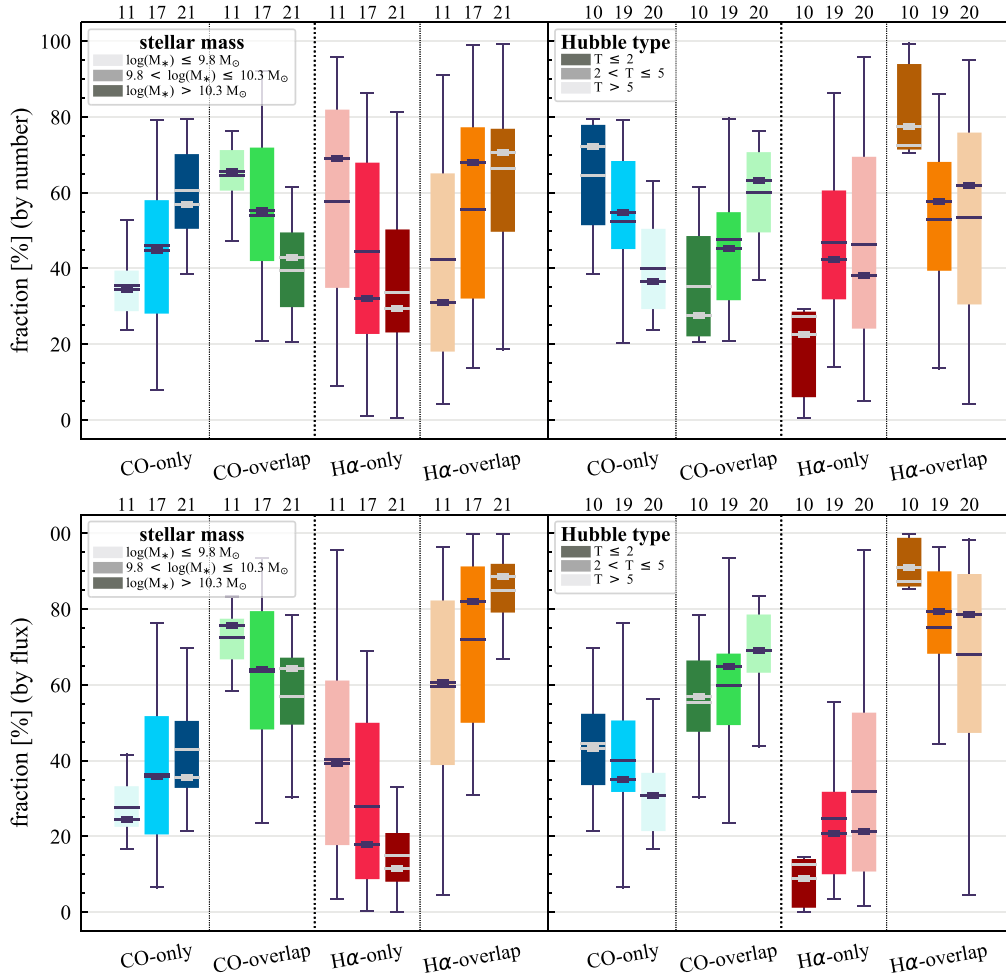 11 17 21 11 17 21 11 17 21 11 17 21 10 19 20 10 19 20 10 19 20 10 19 20
stellar mass
log(M*) ≤ 9.8 M⊙
9.8 < log(M*) ≤ 10.3 M⊙
log(M*) > 10.3 M⊙
Hubble type
T ≤ 2
2 < T ≤ 5
T > 5
fraction [%] (by number)
100
80
60
40
20
0
CO-only CO-overlap Hα-only Hα-overlap CO-only CO-overlap Hα-only Hα-overlap
11 17 21 11 17 21 11 17 21 11 17 21 10 19 20 10 19 20 10 19 20 10 19 20
stellar mass
log(M*) ≤ 9.8 M⊙
9.8 < log(M*) ≤ 10.3 M⊙
log(M*) > 10.3 M⊙
Hubble type
T ≤ 2
2 < T ≤ 5
T > 5
fraction [%] (by flux)
00
80
60
40
20
0
CO-only CO-overlap Hα-only Hα-overlap CO-only CO-overlap Hα-only Hα-overlap